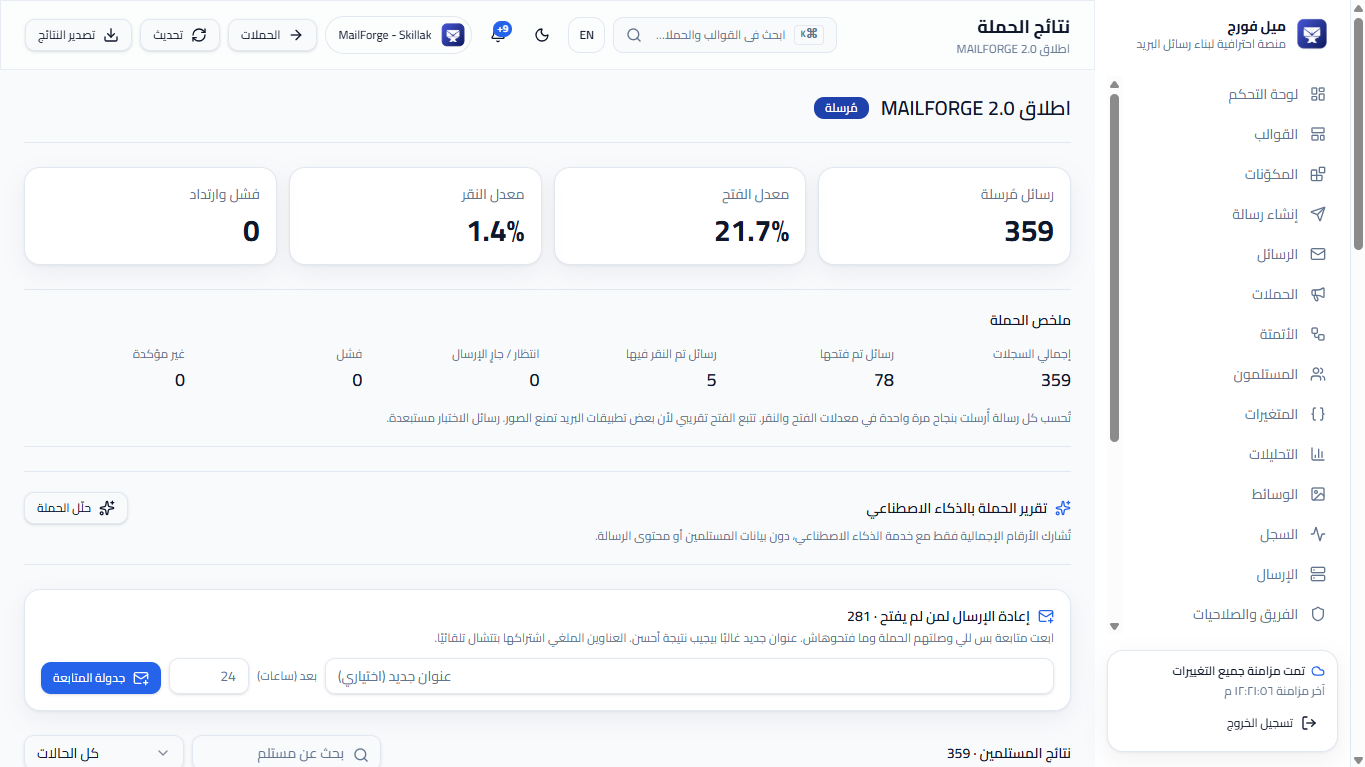 ميل فورج
منصة احترافية لبناء رسائل البريد
لوحة التحكم
القوالب
المكوّنات
إنشاء رسالة
الرسائل
الحملات
الأتمتة
المستلمون
المتغيرات
التحليلات
الوسائط
السجل
الإرسال
الفريق والصلاحيات
تمت مزامنة جميع التغييرات
آخر مزامنة ١٢:٢١:٥٦ م
تسجيل الخروج
نتائج الحملة
اطلاق MAILFORGE 2.0
ابحث في القوالب والحملا... ⌘K
EN
+9
MailForge - Skillak
الحملات
تحديث
تصدير النتائج
اطلاق MAILFORGE 2.0 مُرسلة
رسائل مُرسلة
359
معدل الفتح
21.7%
معدل النقر
1.4%
فشل وارتداد
0
ملخص الحملة
إجمالي السجلات
359
رسائل تم فتحها
78
رسائل تم النقر فيها
5
انتظار / جارٍ الإرسال
0
فشل
0
غير مؤكدة
0
تُحسب كل رسالة أُرسلت بنجاح مرة واحدة في معدلات الفتح والنقر. تتبع الفتح تقريبي لأن بعض تطبيقات البريد تمنع الصور. رسائل الاختبار مستبعدة.
تقرير الحملة بالذكاء الاصطناعي
تُشارك الأرقام الإجمالية فقط مع خدمة الذكاء الاصطناعي، دون بيانات المستلمين أو محتوى الرسالة.
حلّل الحملة
إعادة الإرسال لمن لم يفتح · 281
ابعت متابعة بس للي وصلتهم الحملة وما فتحوهاش. عنوان جديد غالبًا بيجيب نتيجة أحسن. العناوين الملغي اشتراكها بتتشال تلقائيًا.
عنوان جديد (اختياري)
بعد (ساعات)
24
جدولة المتابعة
نتائج المستلمين · 359
بحث عن مستلم
كل الحالات